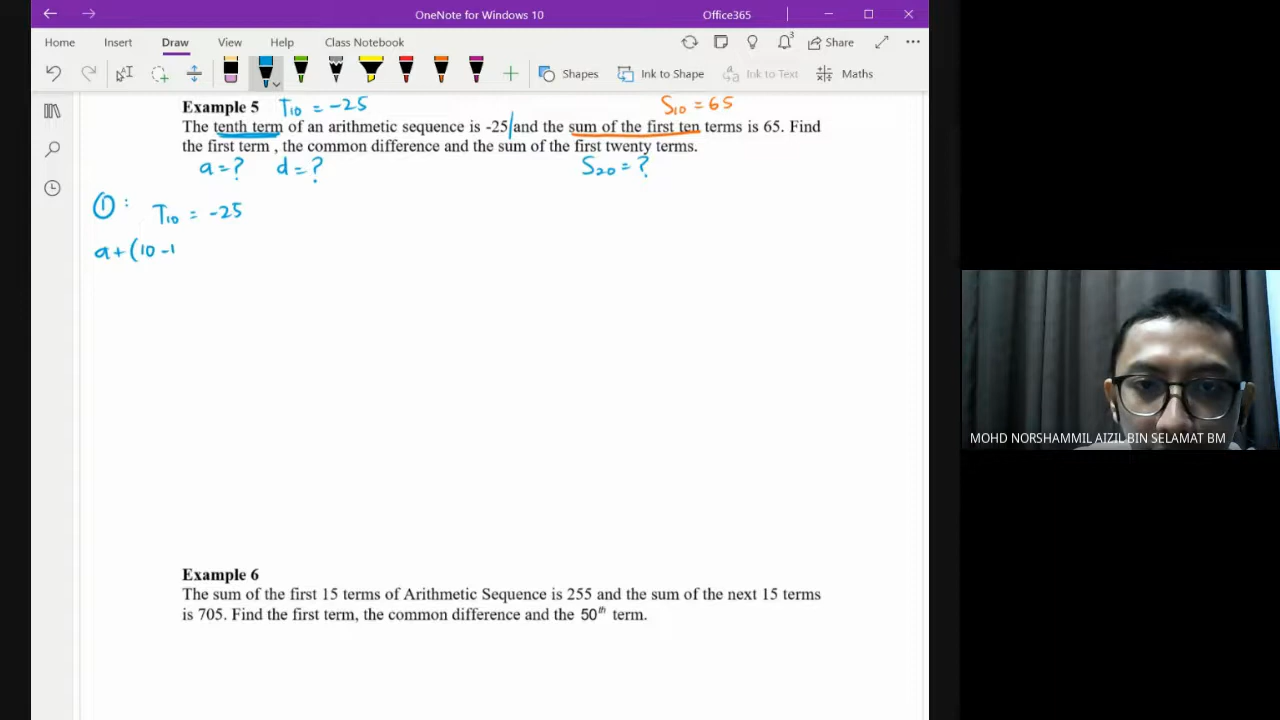 OneNote for Windows 10
Office365
Home Insert Draw View Help Class Notebook
3
Share
Shapes Ink to Shape Ink to Text Maths
Example 5 T10 = -25 S10 = 65
The tenth term of an arithmetic sequence is -25 and the sum of the first ten terms is 65. Find
the first term , the common difference and the sum of the first twenty terms.
a = ? d = ? S20 = ?
① : T10 = -25
a + (10 - 1
MOHD NORSHAMMIL AIZIL BIN SELAMAT BM
Example 6
The sum of the first 15 terms of Arithmetic Sequence is 255 and the sum of the next 15 terms
is 705. Find the first term, the common difference and the 50th term.